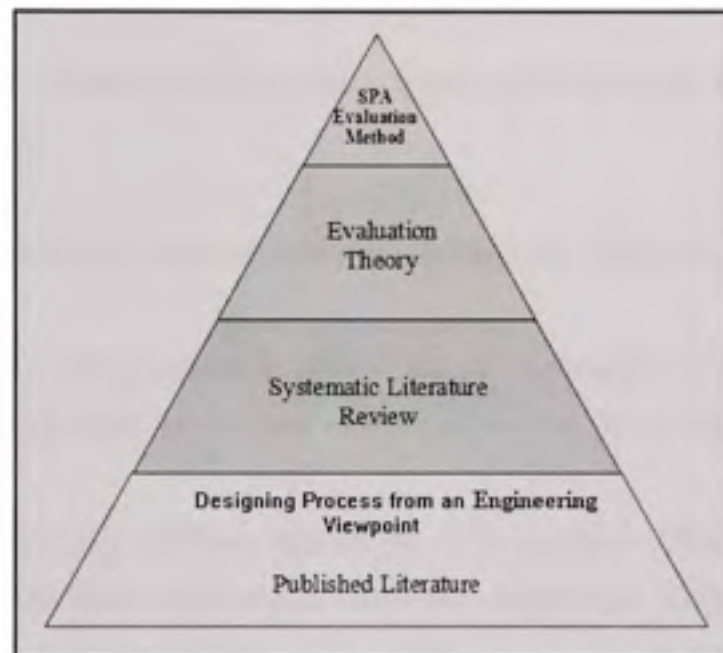 SPA
Evaluation
Method
Evaluation
Theory
Systematic Literature
Review
Designing Process from an Engineering
Viewpoint
Published Literature